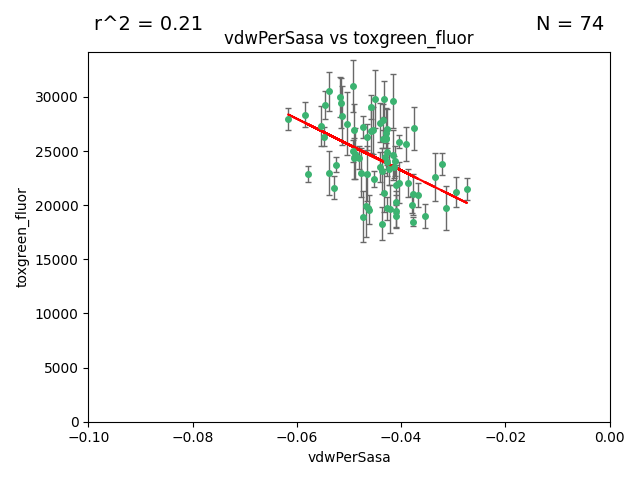 r^2 = 0.21
N = 74
vdwPerSasa vs toxgreen_fluor
30000
25000
20000
15000
10000
5000
0
toxgreen_fluor
−0.10
−0.08
−0.06
−0.04
−0.02
0.00
vdwPerSasa